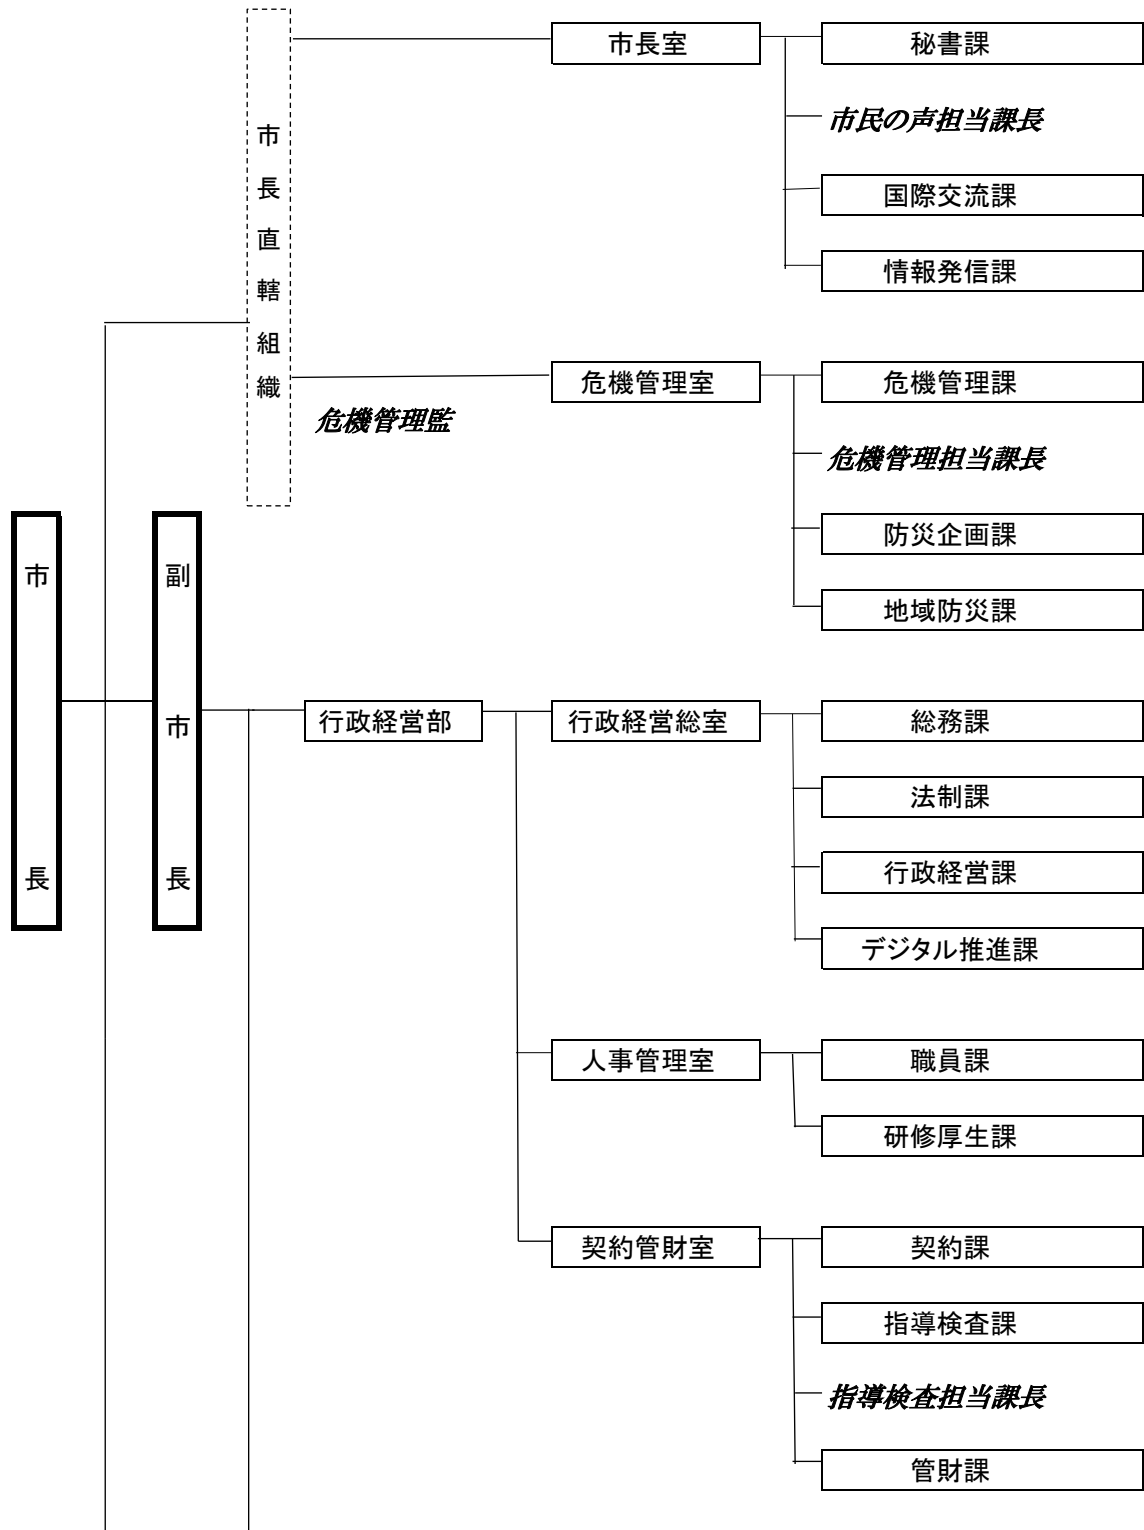 市長直轄組織
市長室
秘書課
市民の声担当課長
国際交流課
情報発信課
危機管理監
危機管理室
危機管理課
危機管理担当課長
防災企画課
地域防災課
市長
副市長
行政経営部
行政経営総室
総務課
法制課
行政経営課
デジタル推進課
人事管理室
職員課
研修厚生課
契約管財室
契約課
指導検査課
指導検査担当課長
管財課